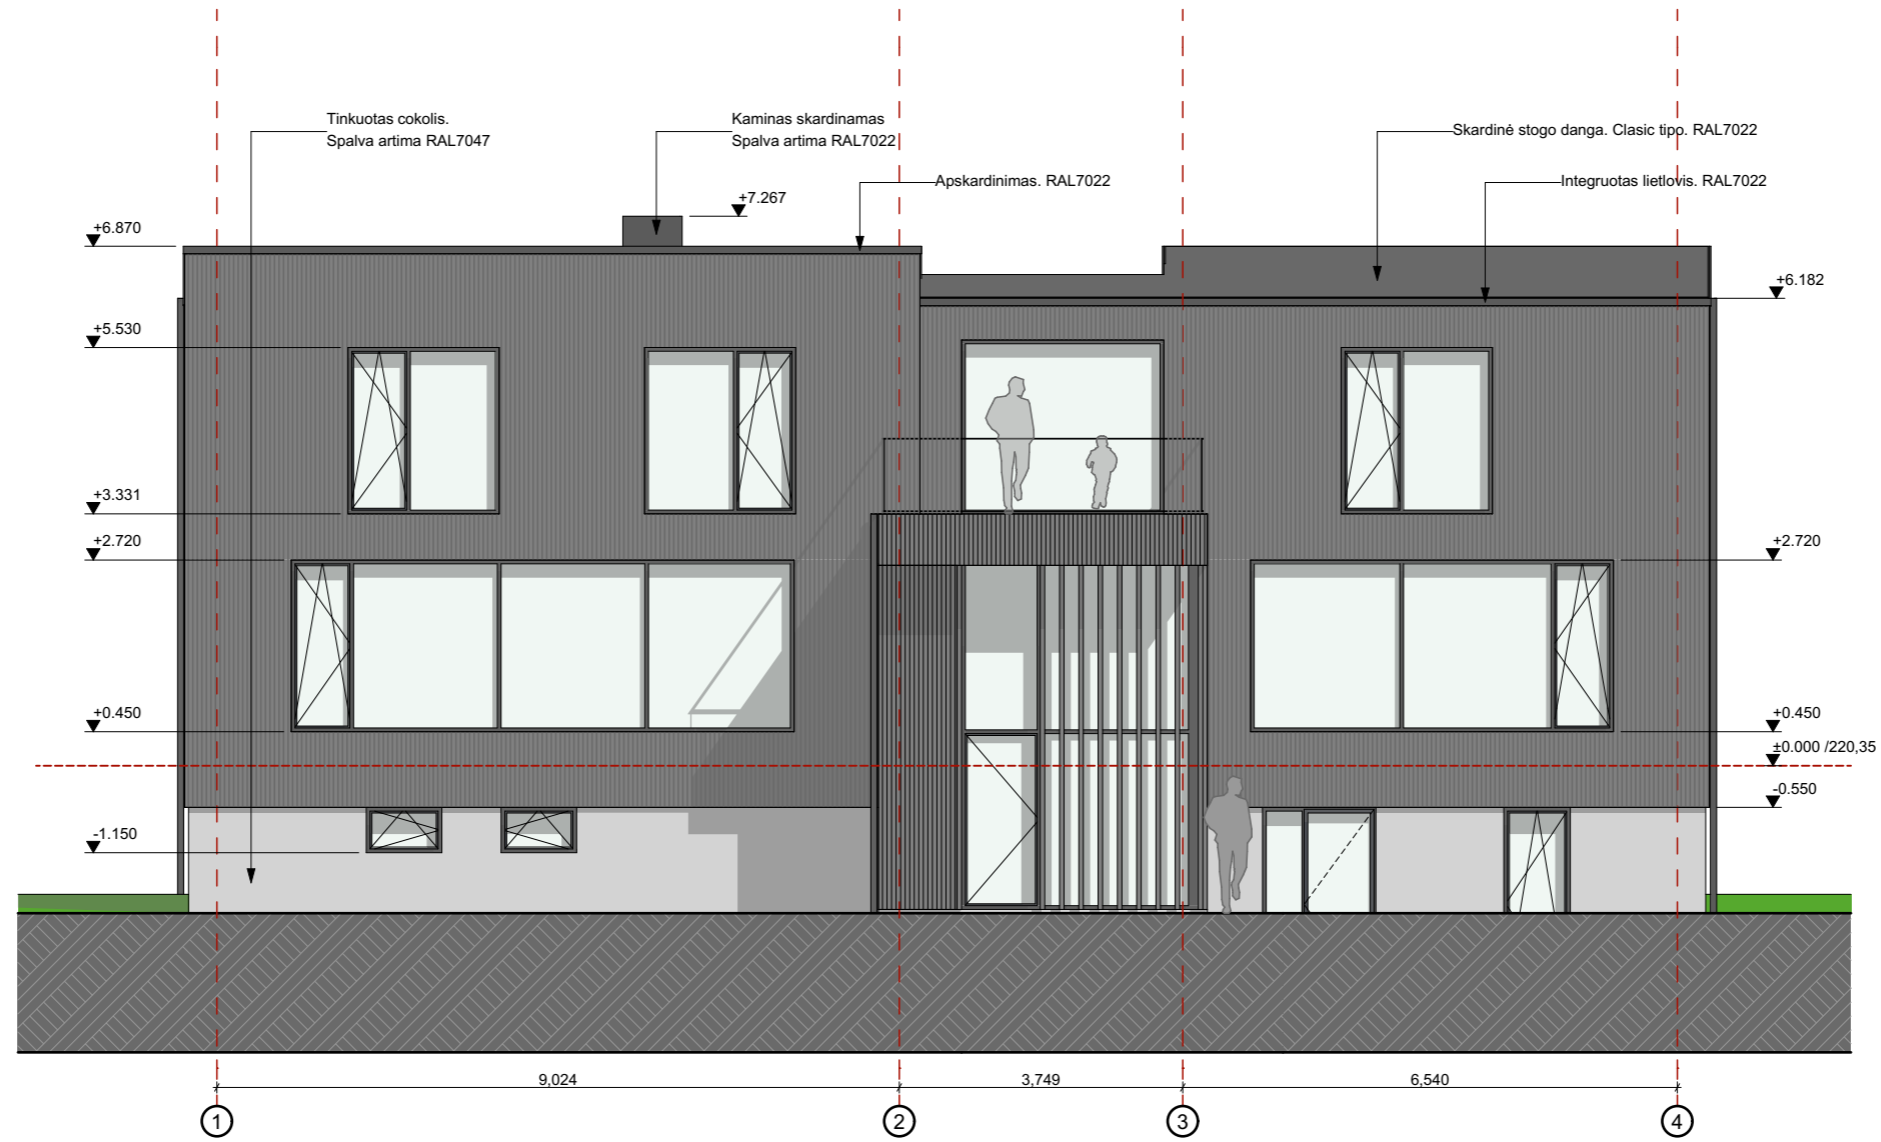 Tinkuotas cokolis.
Spalva artima RAL7047
Kaminas skardinamas
Spalva artima RAL7022
Skardinė stogo danga. Clasic tipo. RAL7022
Apskardinimas. RAL7022
Integruotas lietlovis. RAL7022
+7.267
+6.870
+6.182
+5.530
+3.331
+2.720
+2.720
+0.450
+0.450
±0.000 /220,35
-0.550
-1.150
9,024
3,749
6,540
1
2
3
4